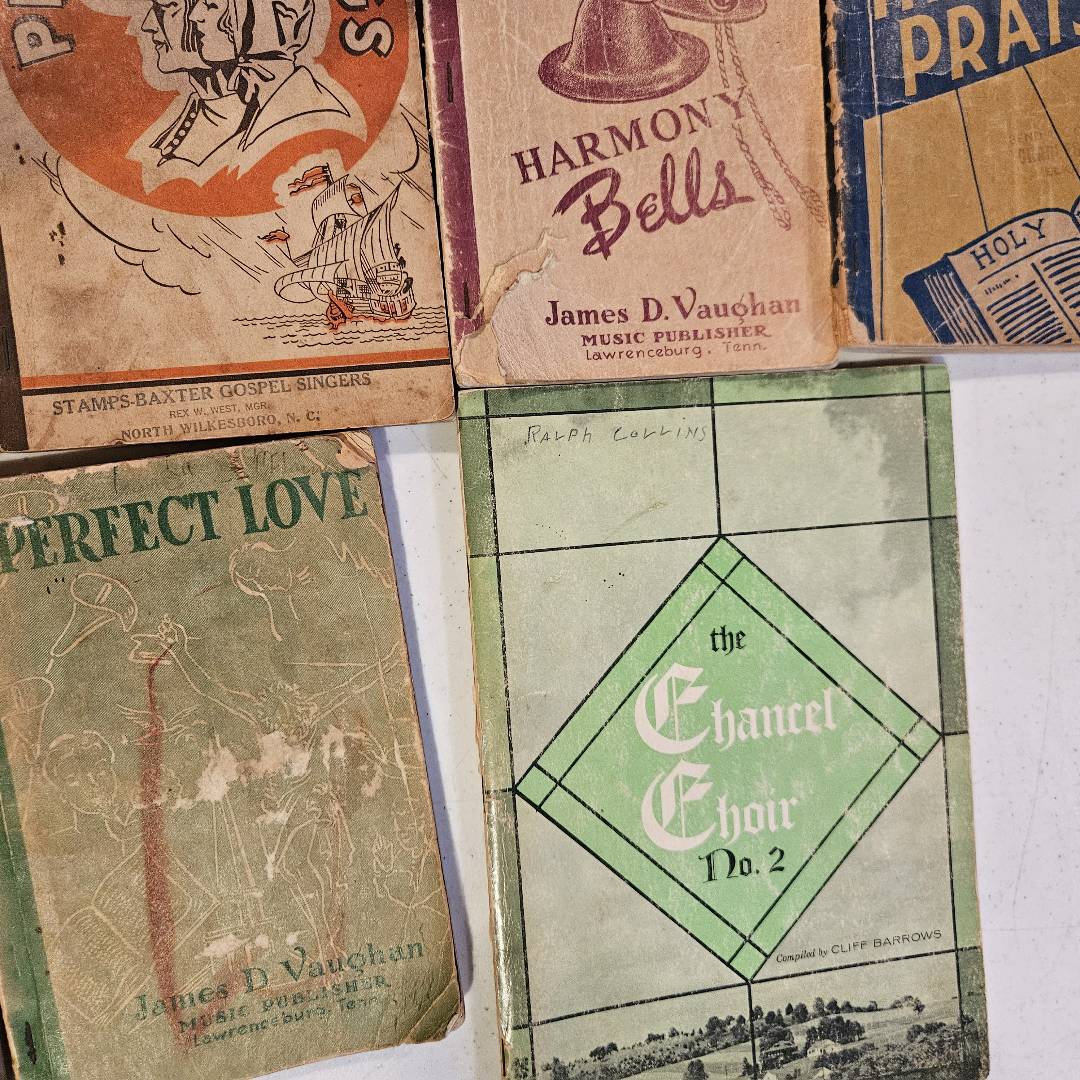 HARMONY
Bells
James D. Vaughan
MUSIC PUBLISHER
Lawrenceburg, Tenn.
PRAI
HOLY
STAMPS-BAXTER GOSPEL SINGERS
REX W. WEST, MGR.
NORTH WILKESBORO, N. C.
PERFECT LOVE
James D Vaughan
MUSIC PUBLISHER
Lawrenceburg, Tenn.
RALPH COLLINS
the
Chancel
Choir
No. 2
Compiled by CLIFF BARROWS